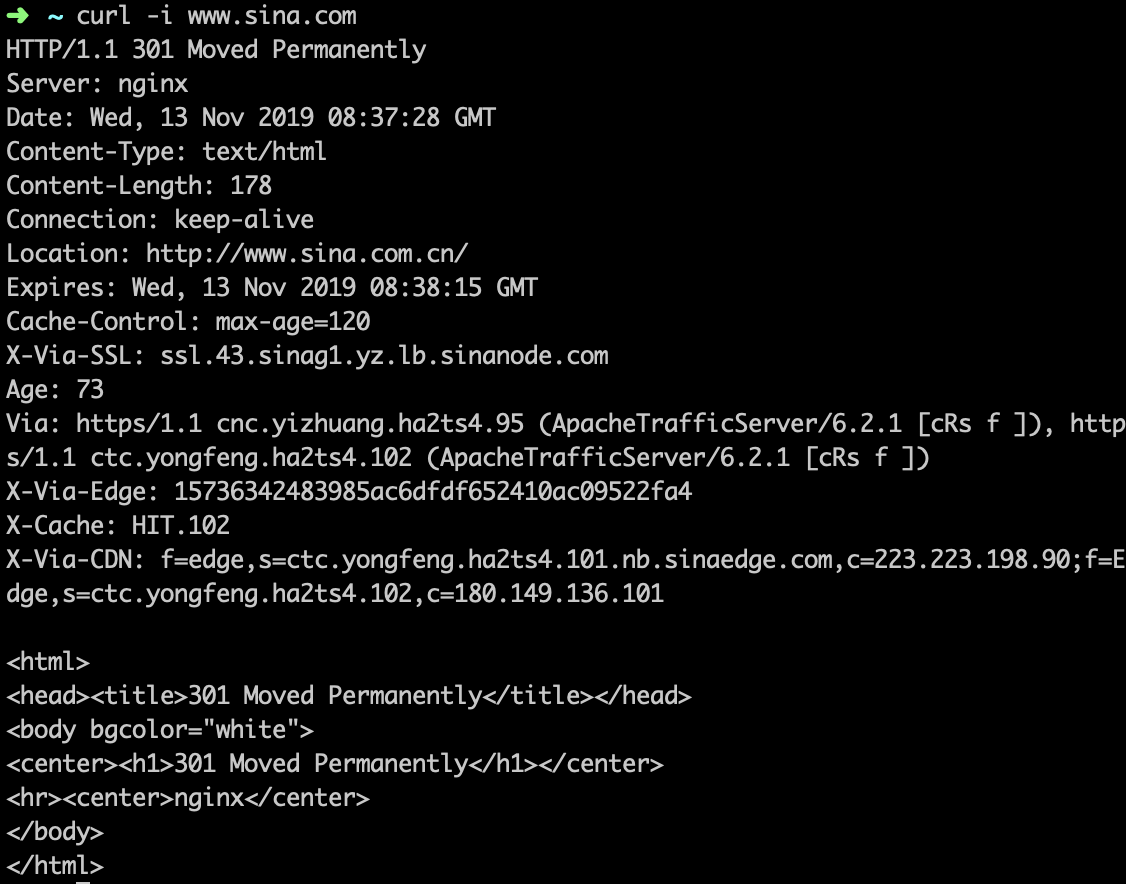 ➜ ~ curl -i www.sina.com
HTTP/1.1 301 Moved Permanently
Server: nginx
Date: Wed, 13 Nov 2019 08:37:28 GMT
Content-Type: text/html
Content-Length: 178
Connection: keep-alive
Location: http://www.sina.com.cn/
Expires: Wed, 13 Nov 2019 08:38:15 GMT
Cache-Control: max-age=120
X-Via-SSL: ssl.43.sinag1.yz.lb.sinanode.com
Age: 73
Via: https/1.1 cnc.yizhuang.ha2ts4.95 (ApacheTrafficServer/6.2.1 [cRs f ]), http
s/1.1 ctc.yongfeng.ha2ts4.102 (ApacheTrafficServer/6.2.1 [cRs f ])
X-Via-Edge: 15736342483985ac6dfdf652410ac09522fa4
X-Cache: HIT.102
X-Via-CDN: f=edge,s=ctc.yongfeng.ha2ts4.101.nb.sinaedge.com,c=223.223.198.90;f=E
dge,s=ctc.yongfeng.ha2ts4.102,c=180.149.136.101

<html>
<head><title>301 Moved Permanently</title></head>
<body bgcolor="white">
<center><h1>301 Moved Permanently</h1></center>
<hr><center>nginx</center>
</body>
</html>